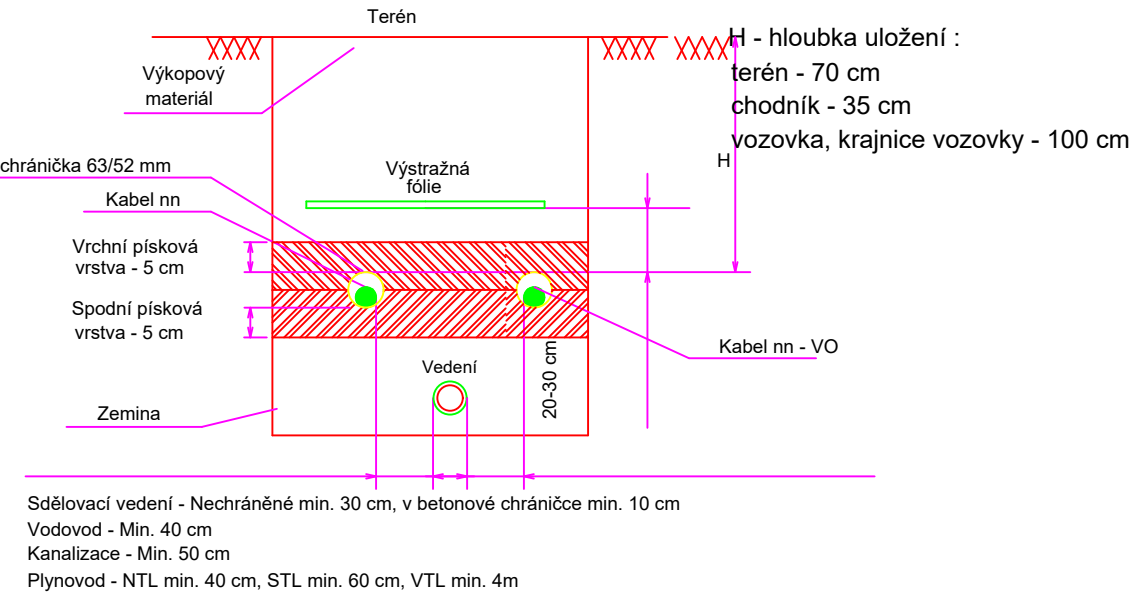 Terén
H - hloubka uložení :
terén - 70 cm
chodník - 35 cm
vozovka, krajnice vozovky - 100 cm
H
Výkopový
materiál
chránička 63/52 mm
Kabel nn
Výstražná
fólie
Vrchní písková
vrstva - 5 cm
Spodní písková
vrstva - 5 cm
Kabel nn - VO
20-30 cm
Vedení
Zemina
Sdělovací vedení - Nechráněné min. 30 cm, v betonové chráničce min. 10 cm
Vodovod - Min. 40 cm
Kanalizace - Min. 50 cm
Plynovod - NTL min. 40 cm, STL min. 60 cm, VTL min. 4m